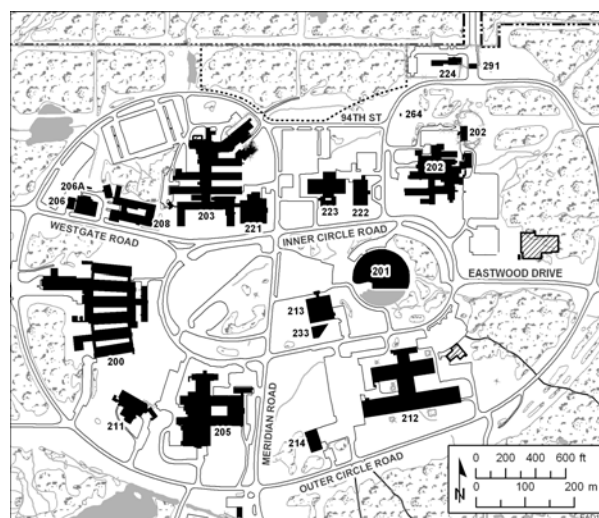 291
224
94TH ST
264
202
202
206A
206
208
203
221
223
222
WESTGATE ROAD
INNER CIRCLE ROAD
201
EASTWOOD DRIVE
213
233
200
MERIDIAN ROAD
211
205
212
214
OUTER CIRCLE ROAD
0 200 400 600 ft
0 100 200 m
N